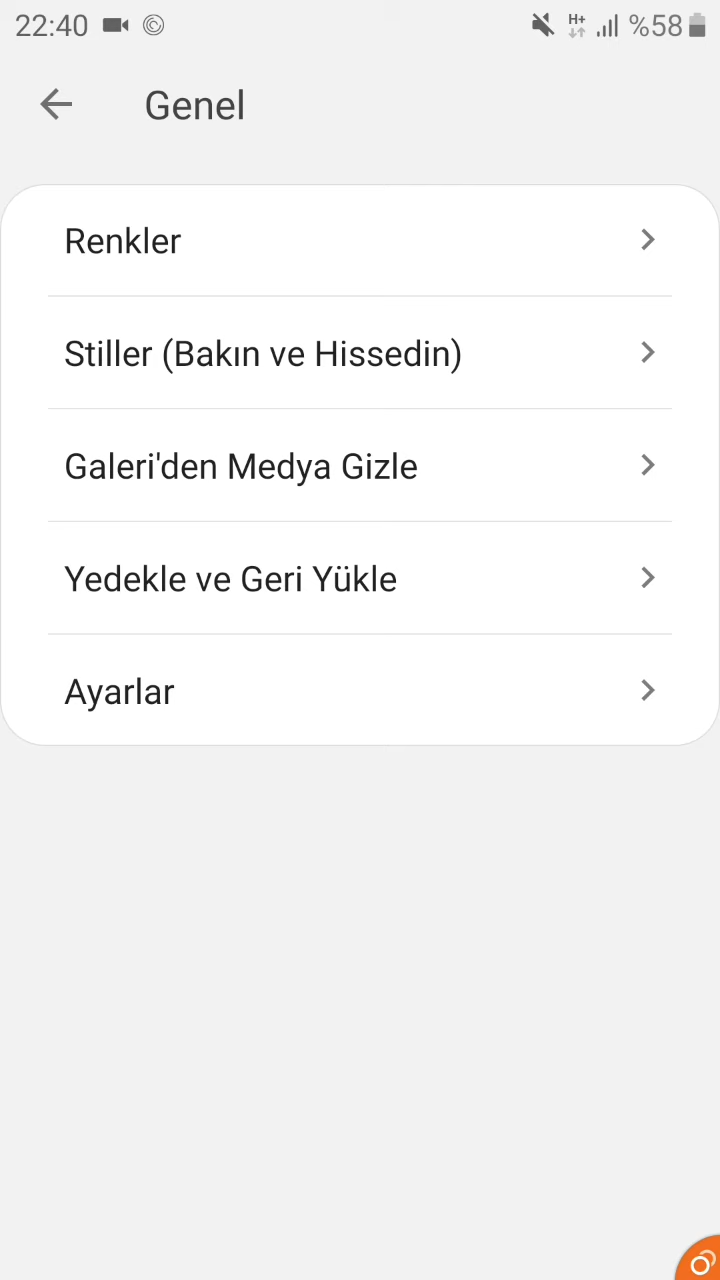 22:40 H+ %58
Genel
Renkler
Stiller (Bakın ve Hissedin)
Galeri'den Medya Gizle
Yedekle ve Geri Yükle
Ayarlar